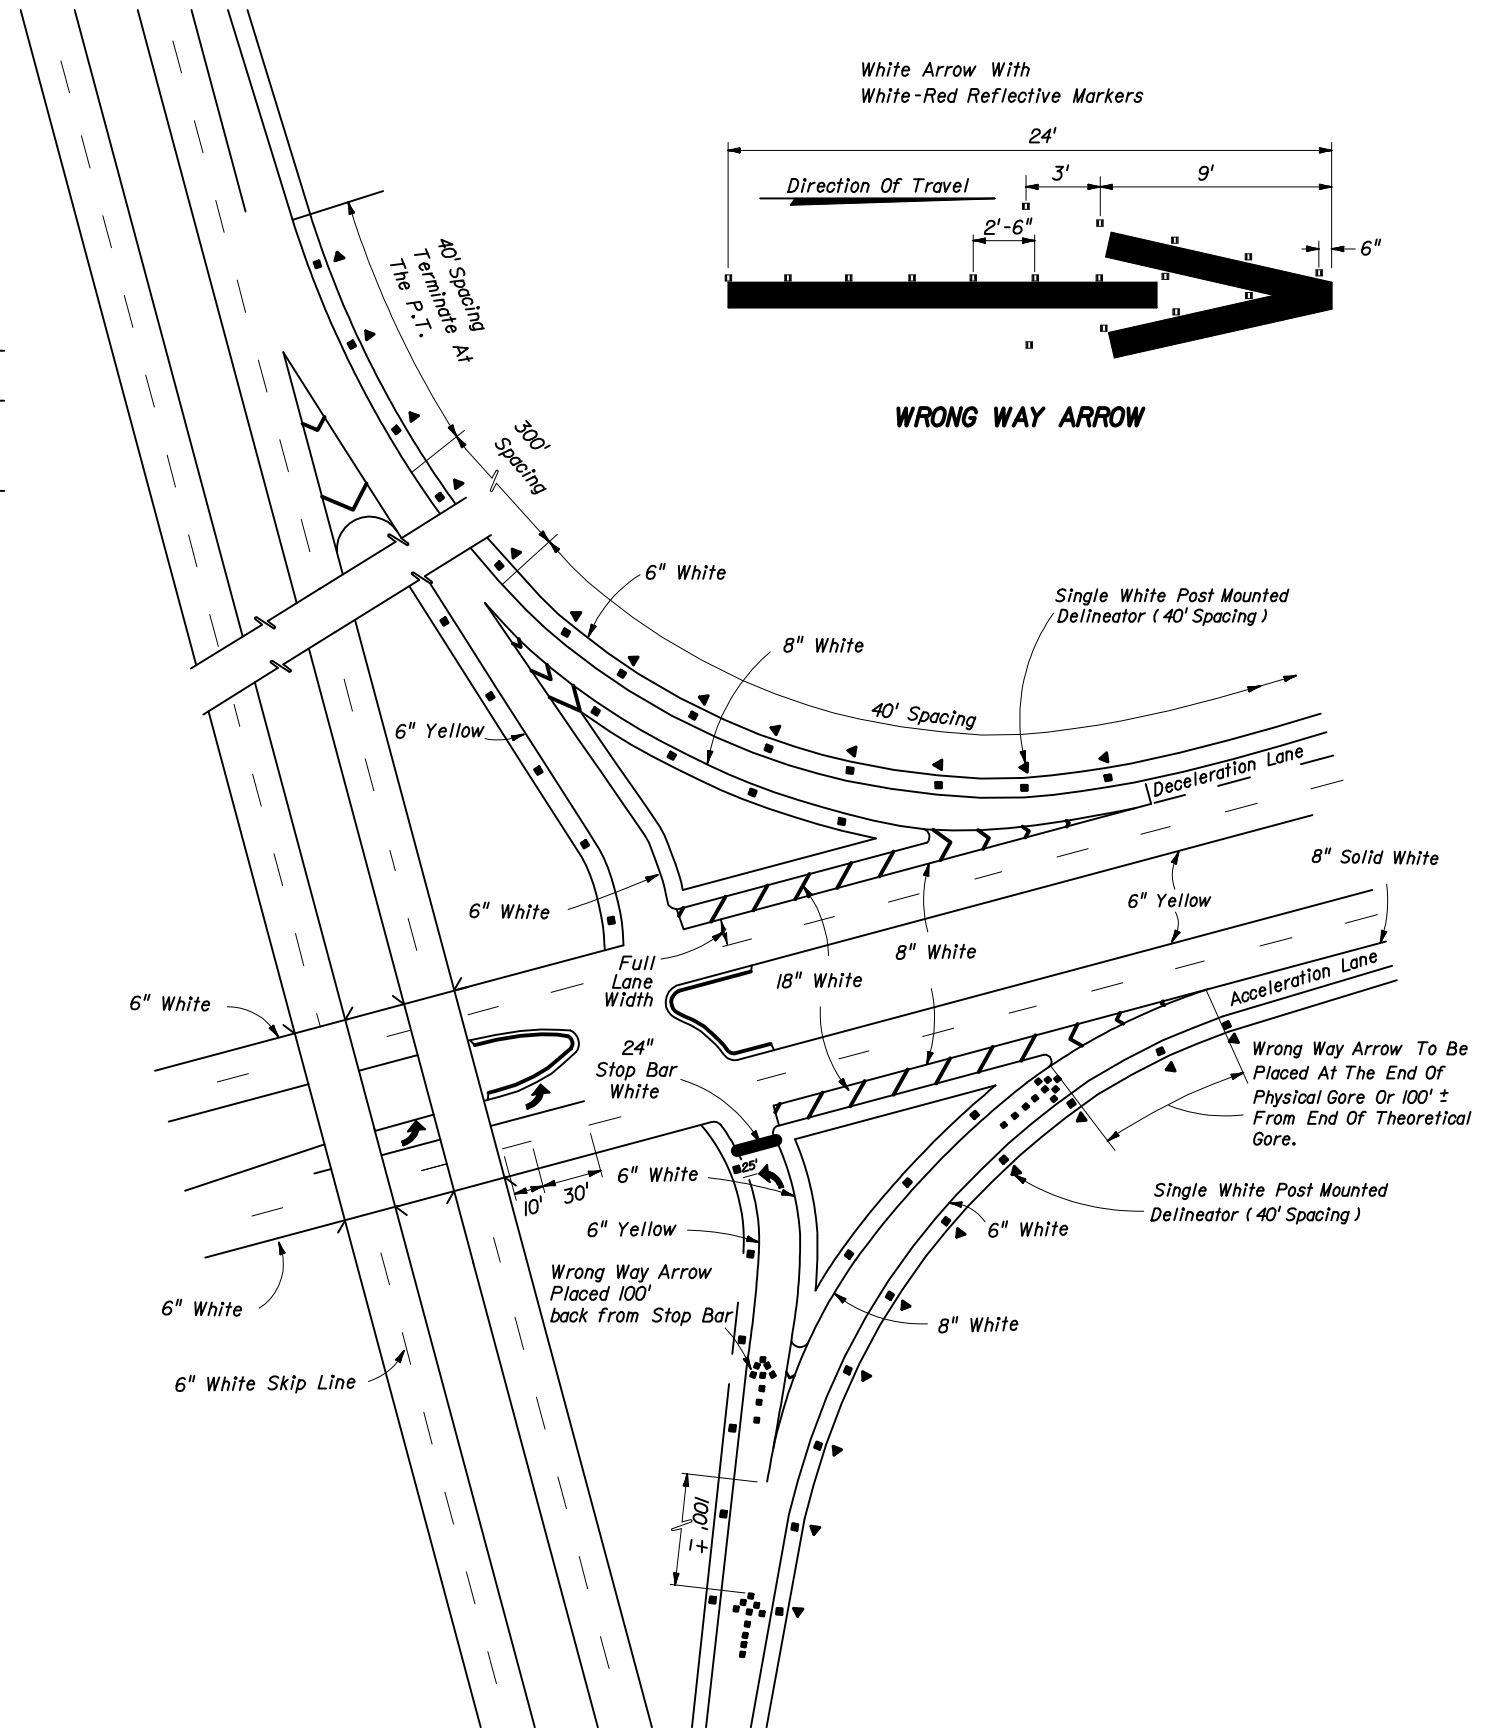 White Arrow With
White-Red Reflective Markers
24'
3'
9'
Direction Of Travel
2'-6"
6"
WRONG WAY ARROW
40' Spacing
Terminate At
The P.T.
300'
Spacing
6" White
Single White Post Mounted
Delineator (40' Spacing)
8" White
40' Spacing
6" Yellow
Deceleration Lane
8" Solid White
6" White
6" Yellow
8" White
Full
Lane
Width
18" White
Acceleration Lane
6" White
24"
Stop Bar
White
Wrong Way Arrow To Be
Placed At The End Of
Physical Gore Or 100' ±
From End Of Theoretical
Gore.
25'
6" White
10'
30'
Single White Post Mounted
Delineator (40' Spacing)
6" Yellow
6" White
Wrong Way Arrow
Placed 100'
back from Stop Bar
6" White
8" White
6" White Skip Line
100' ±